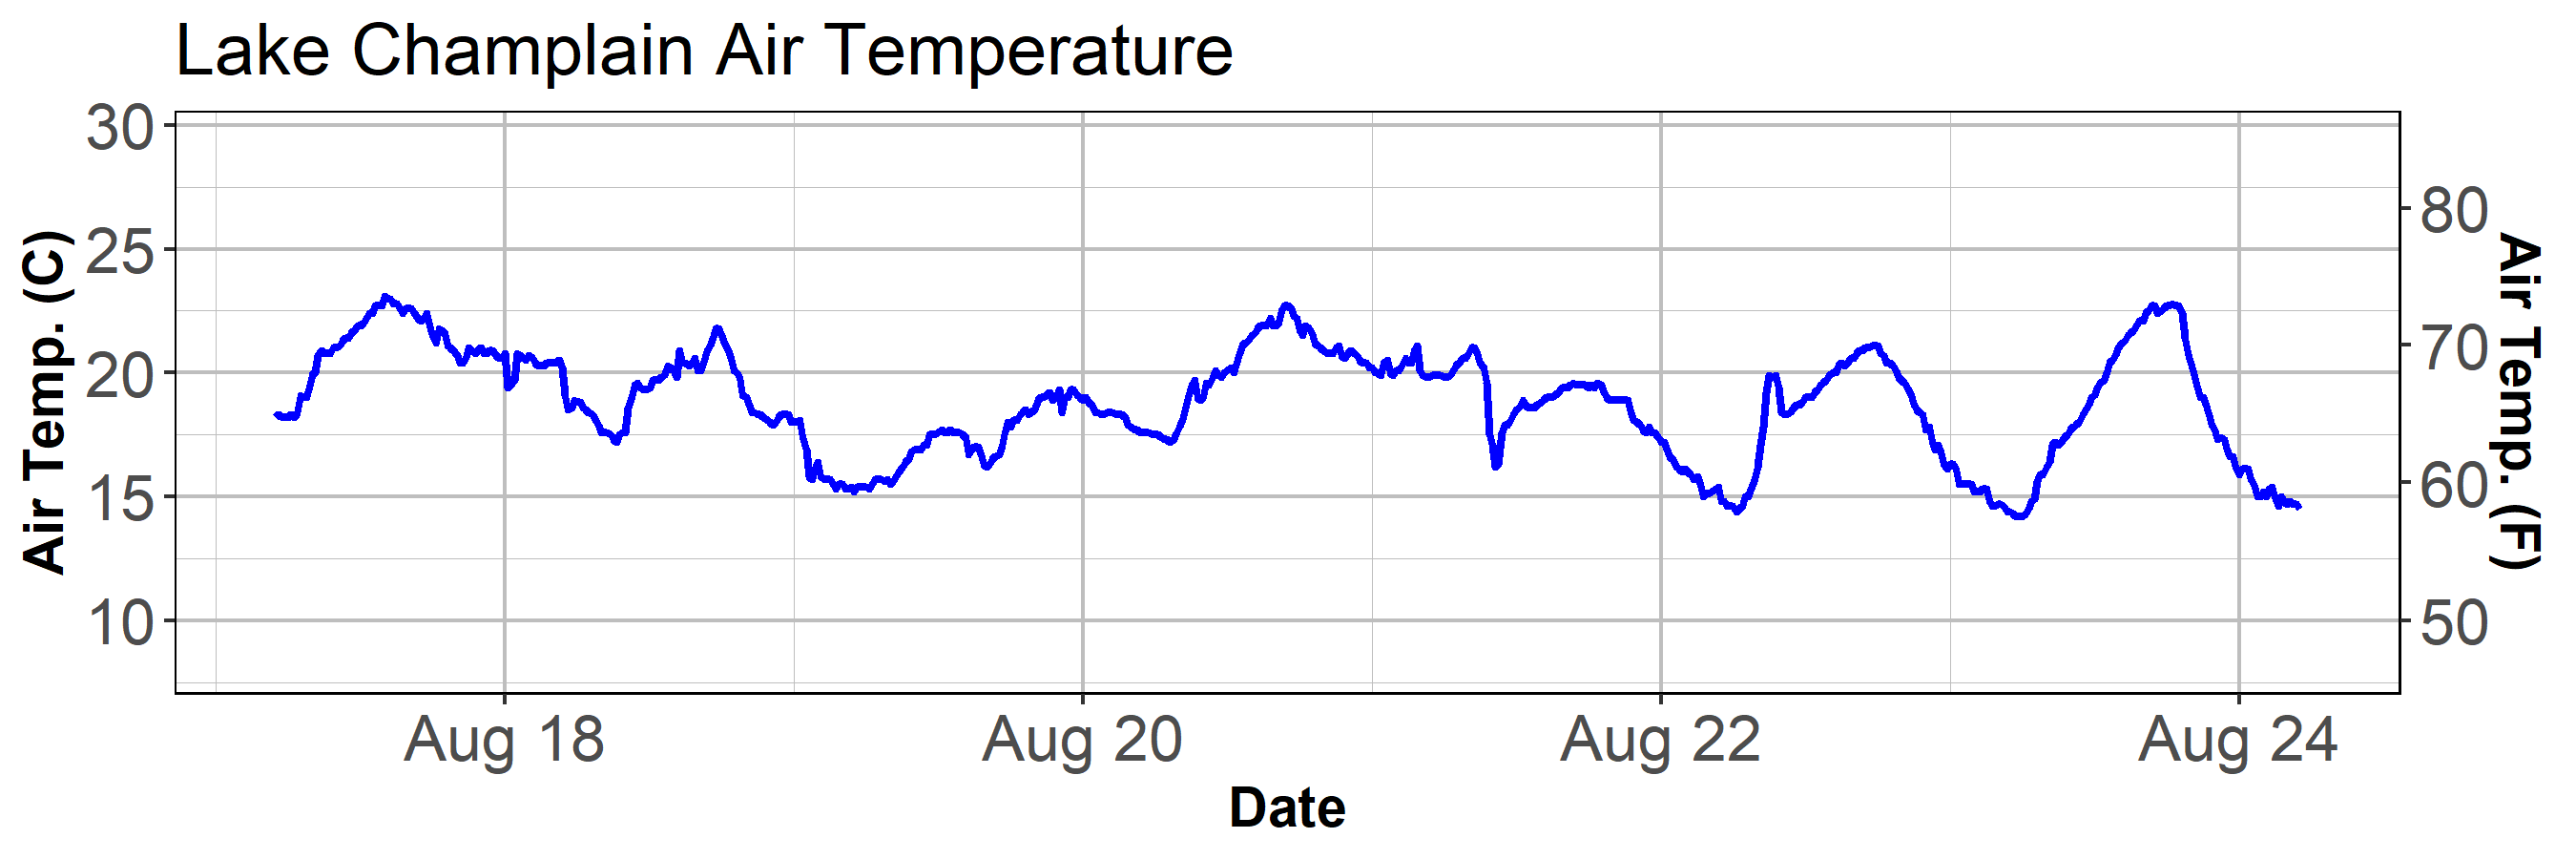 Lake Champlain Air Temperature
Air Temp. (C)
30
25
20
15
10
80
70
60
50
Air Temp. (F)
Aug 18
Aug 20
Aug 22
Aug 24
Date